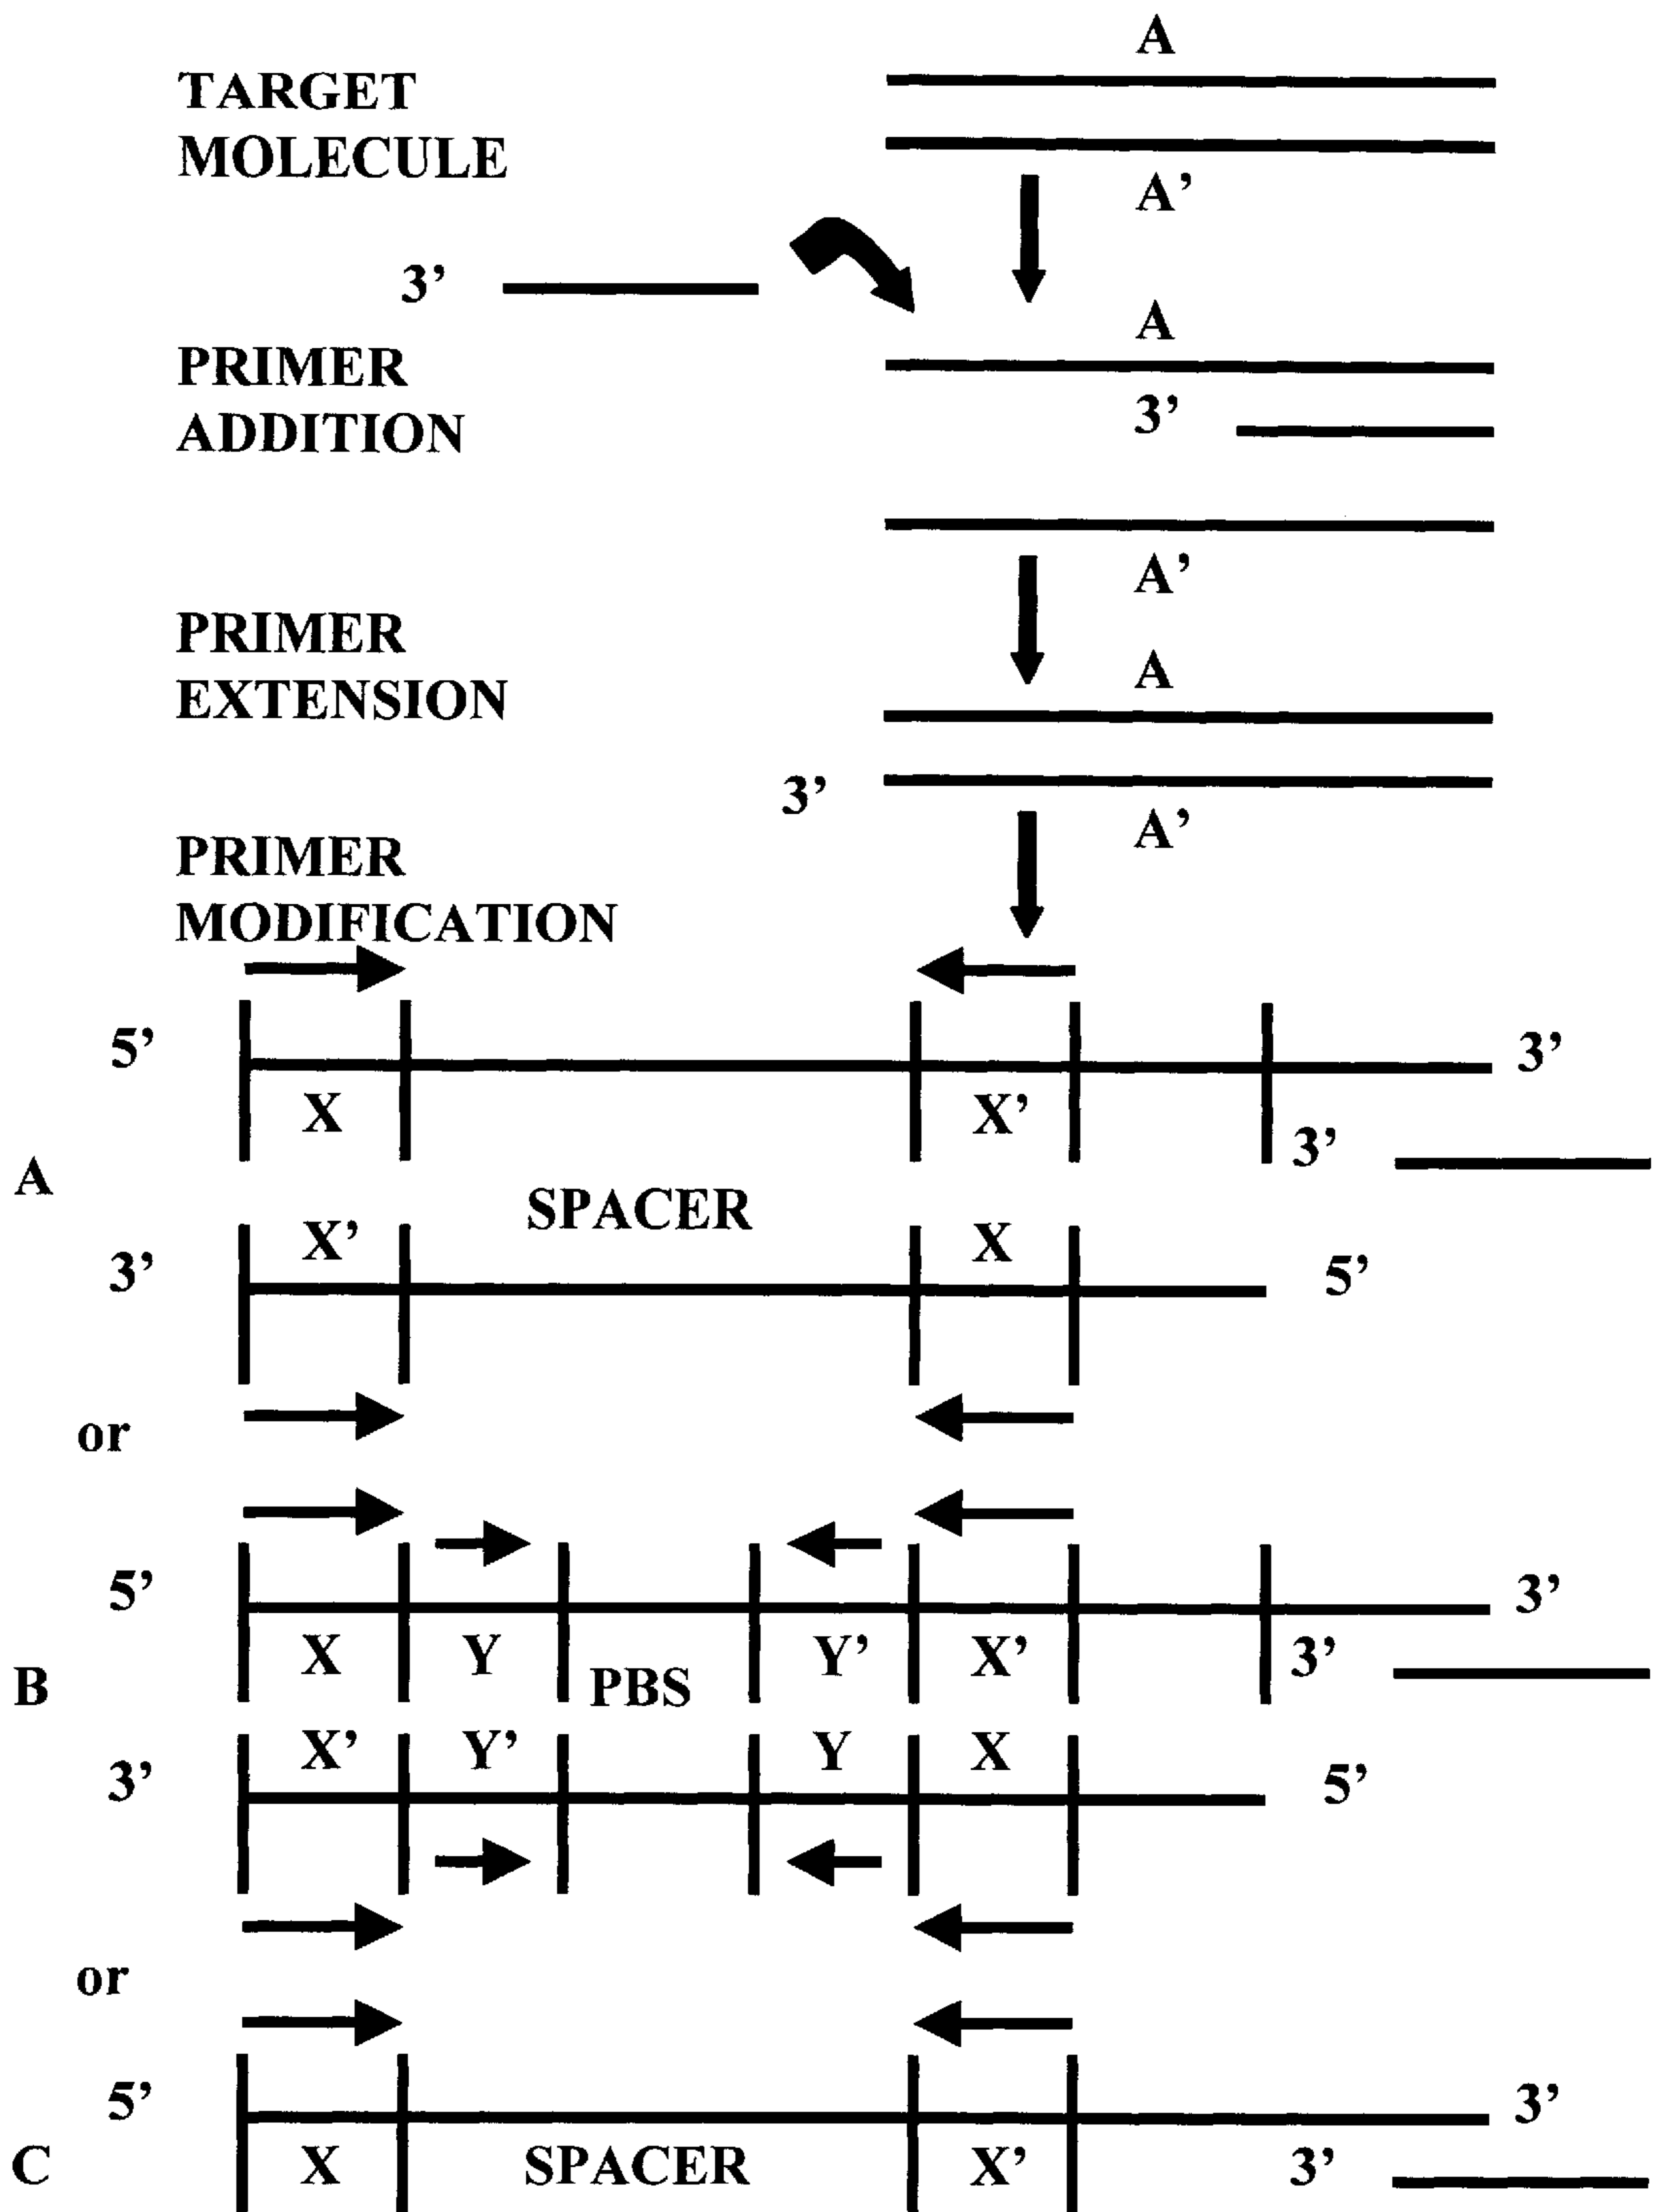 A
TARGET
MOLECULE
A’
3’
A
PRIMER
ADDITION
3’
A’
PRIMER
EXTENSION
A
3’
A’
PRIMER
MODIFICATION
5’ 3’
X X’
3’
A
SPACER
X’ X
3’ 5’
or
5’ 3’
X Y PBS Y’ X’ 3’
B
X’ Y’ Y X
3’ 5’
or
5’ 3’
C X SPACER X’ 3’